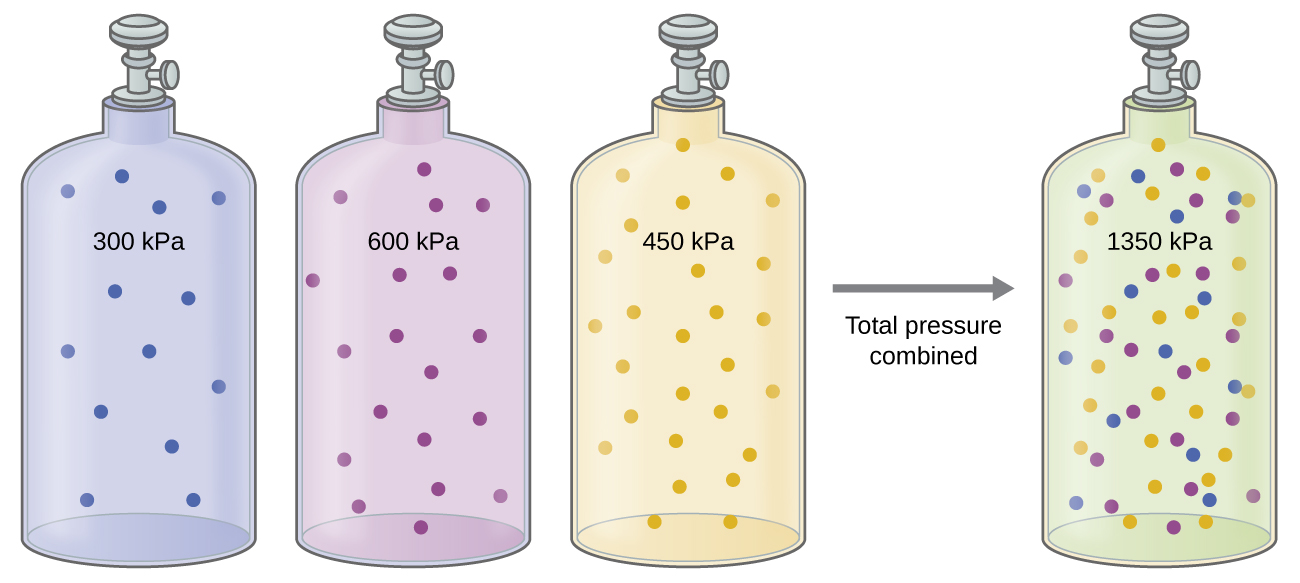 300 kPa
600 kPa
450 kPa
1350 kPa
Total pressure
combined